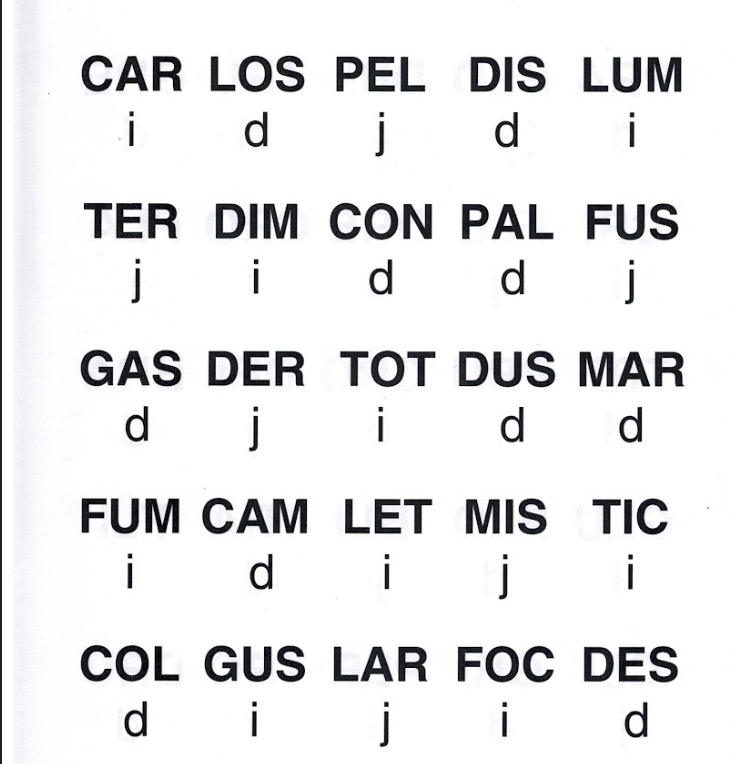 CAR LOS PEL DIS LUM
i d j d i
TER DIM CON PAL FUS
j i d d j
GAS DER TOT DUS MAR
d j i d d
FUM CAM LET MIS TIC
i d i j i
COL GUS LAR FOC DES
d i j i d